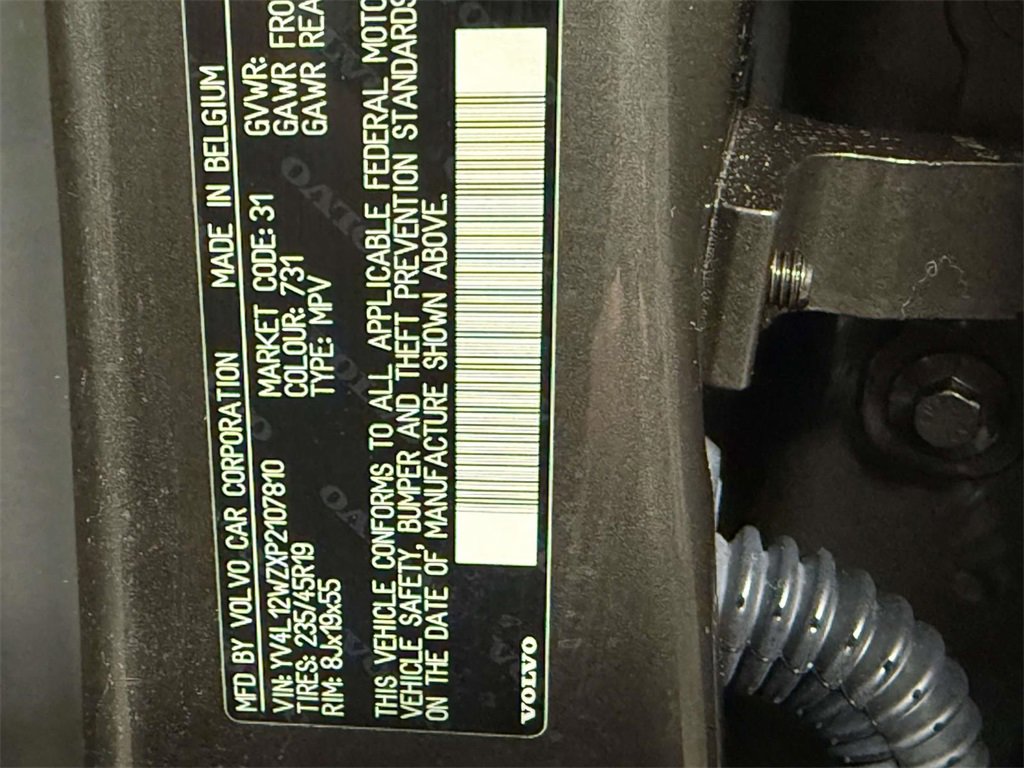 MFD BY VOLVO CAR CORPORATION MADE IN BELGIUM
VIN: YV4L12WZXP2107810 MARKET CODE: 31 GVWR:
TIRES: 235/45R19 COLOUR: 731 GAWR FRO
RIM: 8Jx19x55 TYPE: MPV GAWR REA
THIS VEHICLE CONFORMS TO ALL APPLICABLE FEDERAL MOTO
VEHICLE SAFETY, BUMPER AND THEFT PREVENTION STANDARDS
ON THE DATE OF MANUFACTURE SHOWN ABOVE.
VOLVO